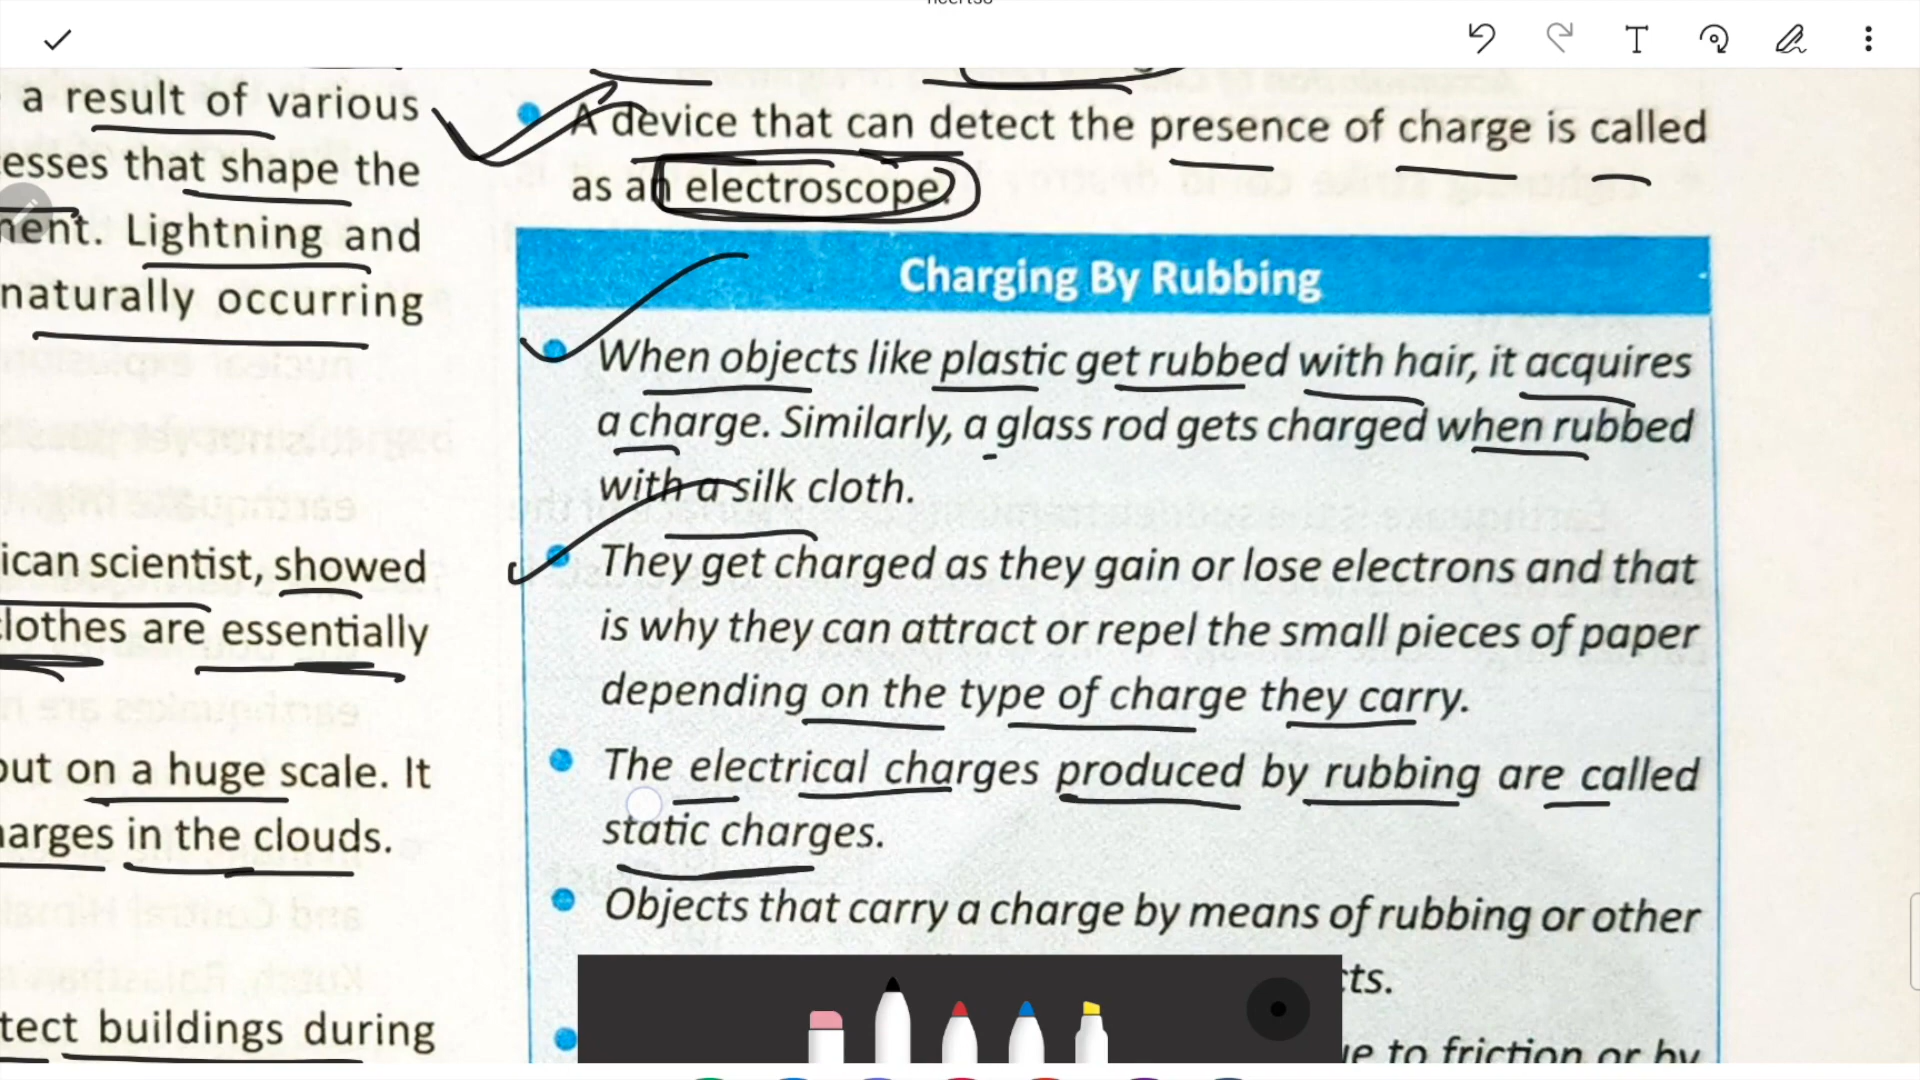 a result of various
esses that shape the
ment. Lightning and
naturally occurring
ican scientist, showed
clothes are essentially
but on a huge scale. It
harges in the clouds.
tect buildings during
A device that can detect the presence of charge is called
as an electroscope.
Charging By Rubbing
When objects like plastic get rubbed with hair, it acquires
a charge. Similarly, a glass rod gets charged when rubbed
with a silk cloth.
They get charged as they gain or lose electrons and that
is why they can attract or repel the small pieces of paper
depending on the type of charge they carry.
The electrical charges produced by rubbing are called
static charges.
Objects that carry a charge by means of rubbing or other
cts.
ue to friction or by